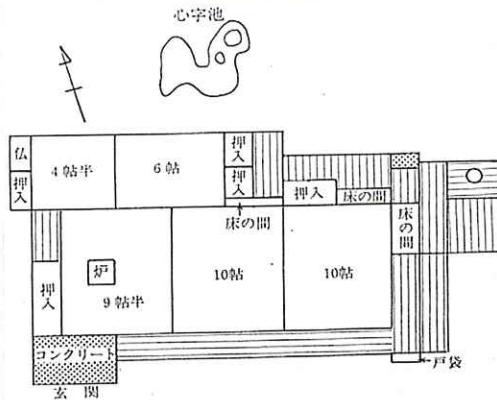 心字池
仏
押入
4帖半
6帖
押入
押入
床の間
押入
床の間
床の間
押入
炉
9帖半
10帖
10帖
コンクリート
玄関
戸袋